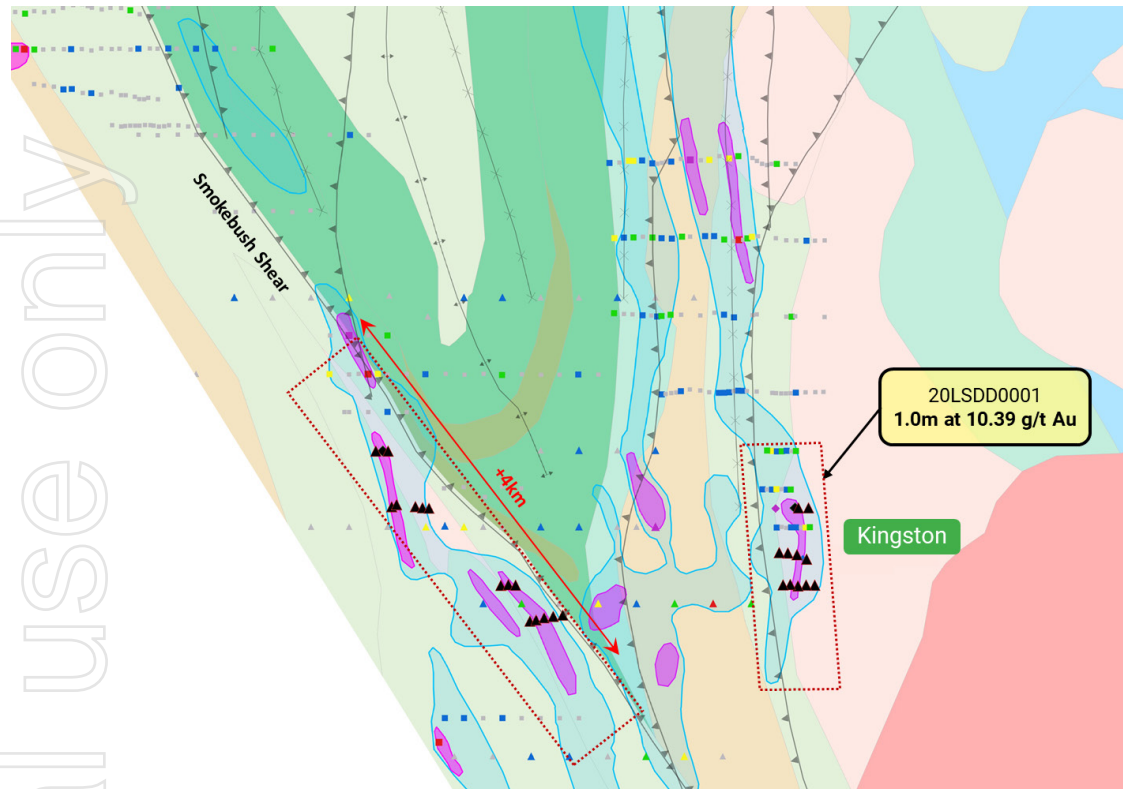 Smokebush Shear
+4km
20LSDD0001
1.0m at 10.39 g/t Au
Kingston
l use only